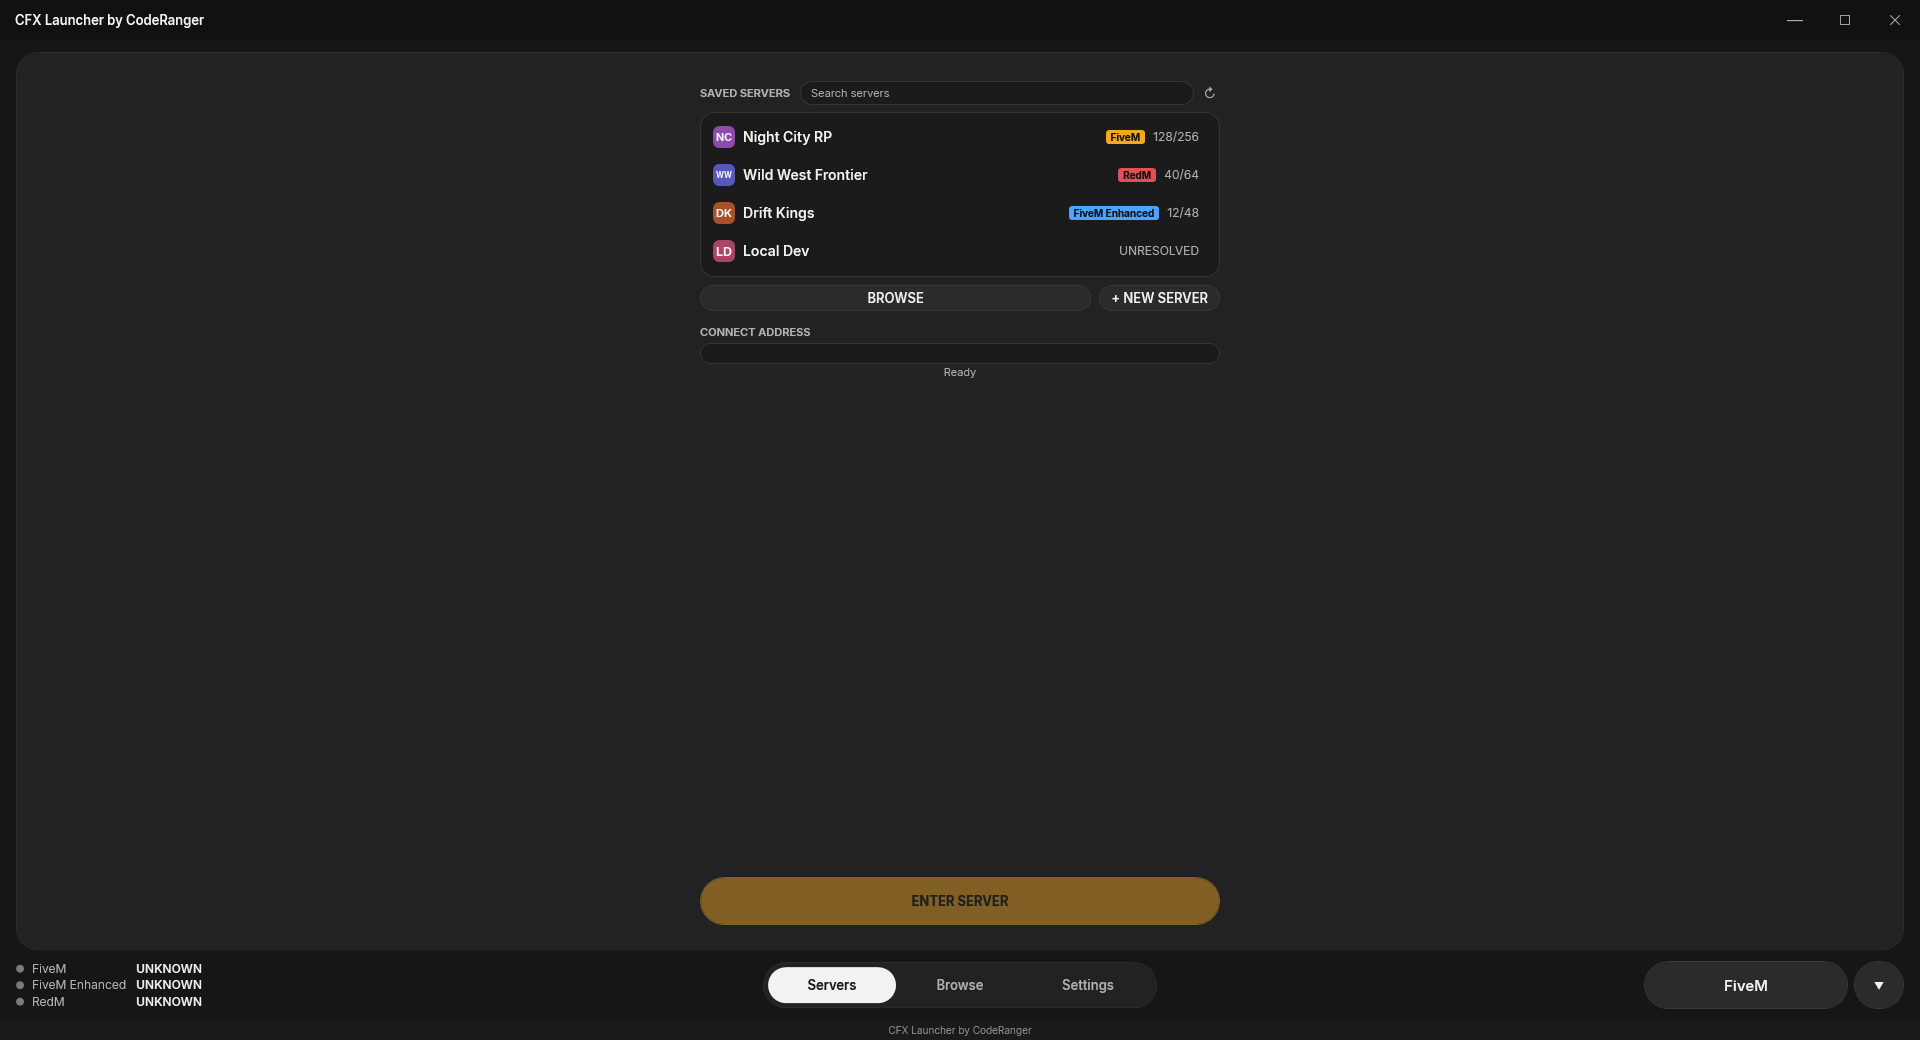 CFX Launcher by CodeRanger
SAVED SERVERS Search servers
NC Night City RP FiveM 128/256
WW Wild West Frontier RedM 40/64
DK Drift Kings FiveM Enhanced 12/48
LD Local Dev UNRESOLVED
BROWSE + NEW SERVER
CONNECT ADDRESS
Ready
ENTER SERVER
FiveM UNKNOWN
FiveM Enhanced UNKNOWN
RedM UNKNOWN
Servers Browse Settings
FiveM
CFX Launcher by CodeRanger